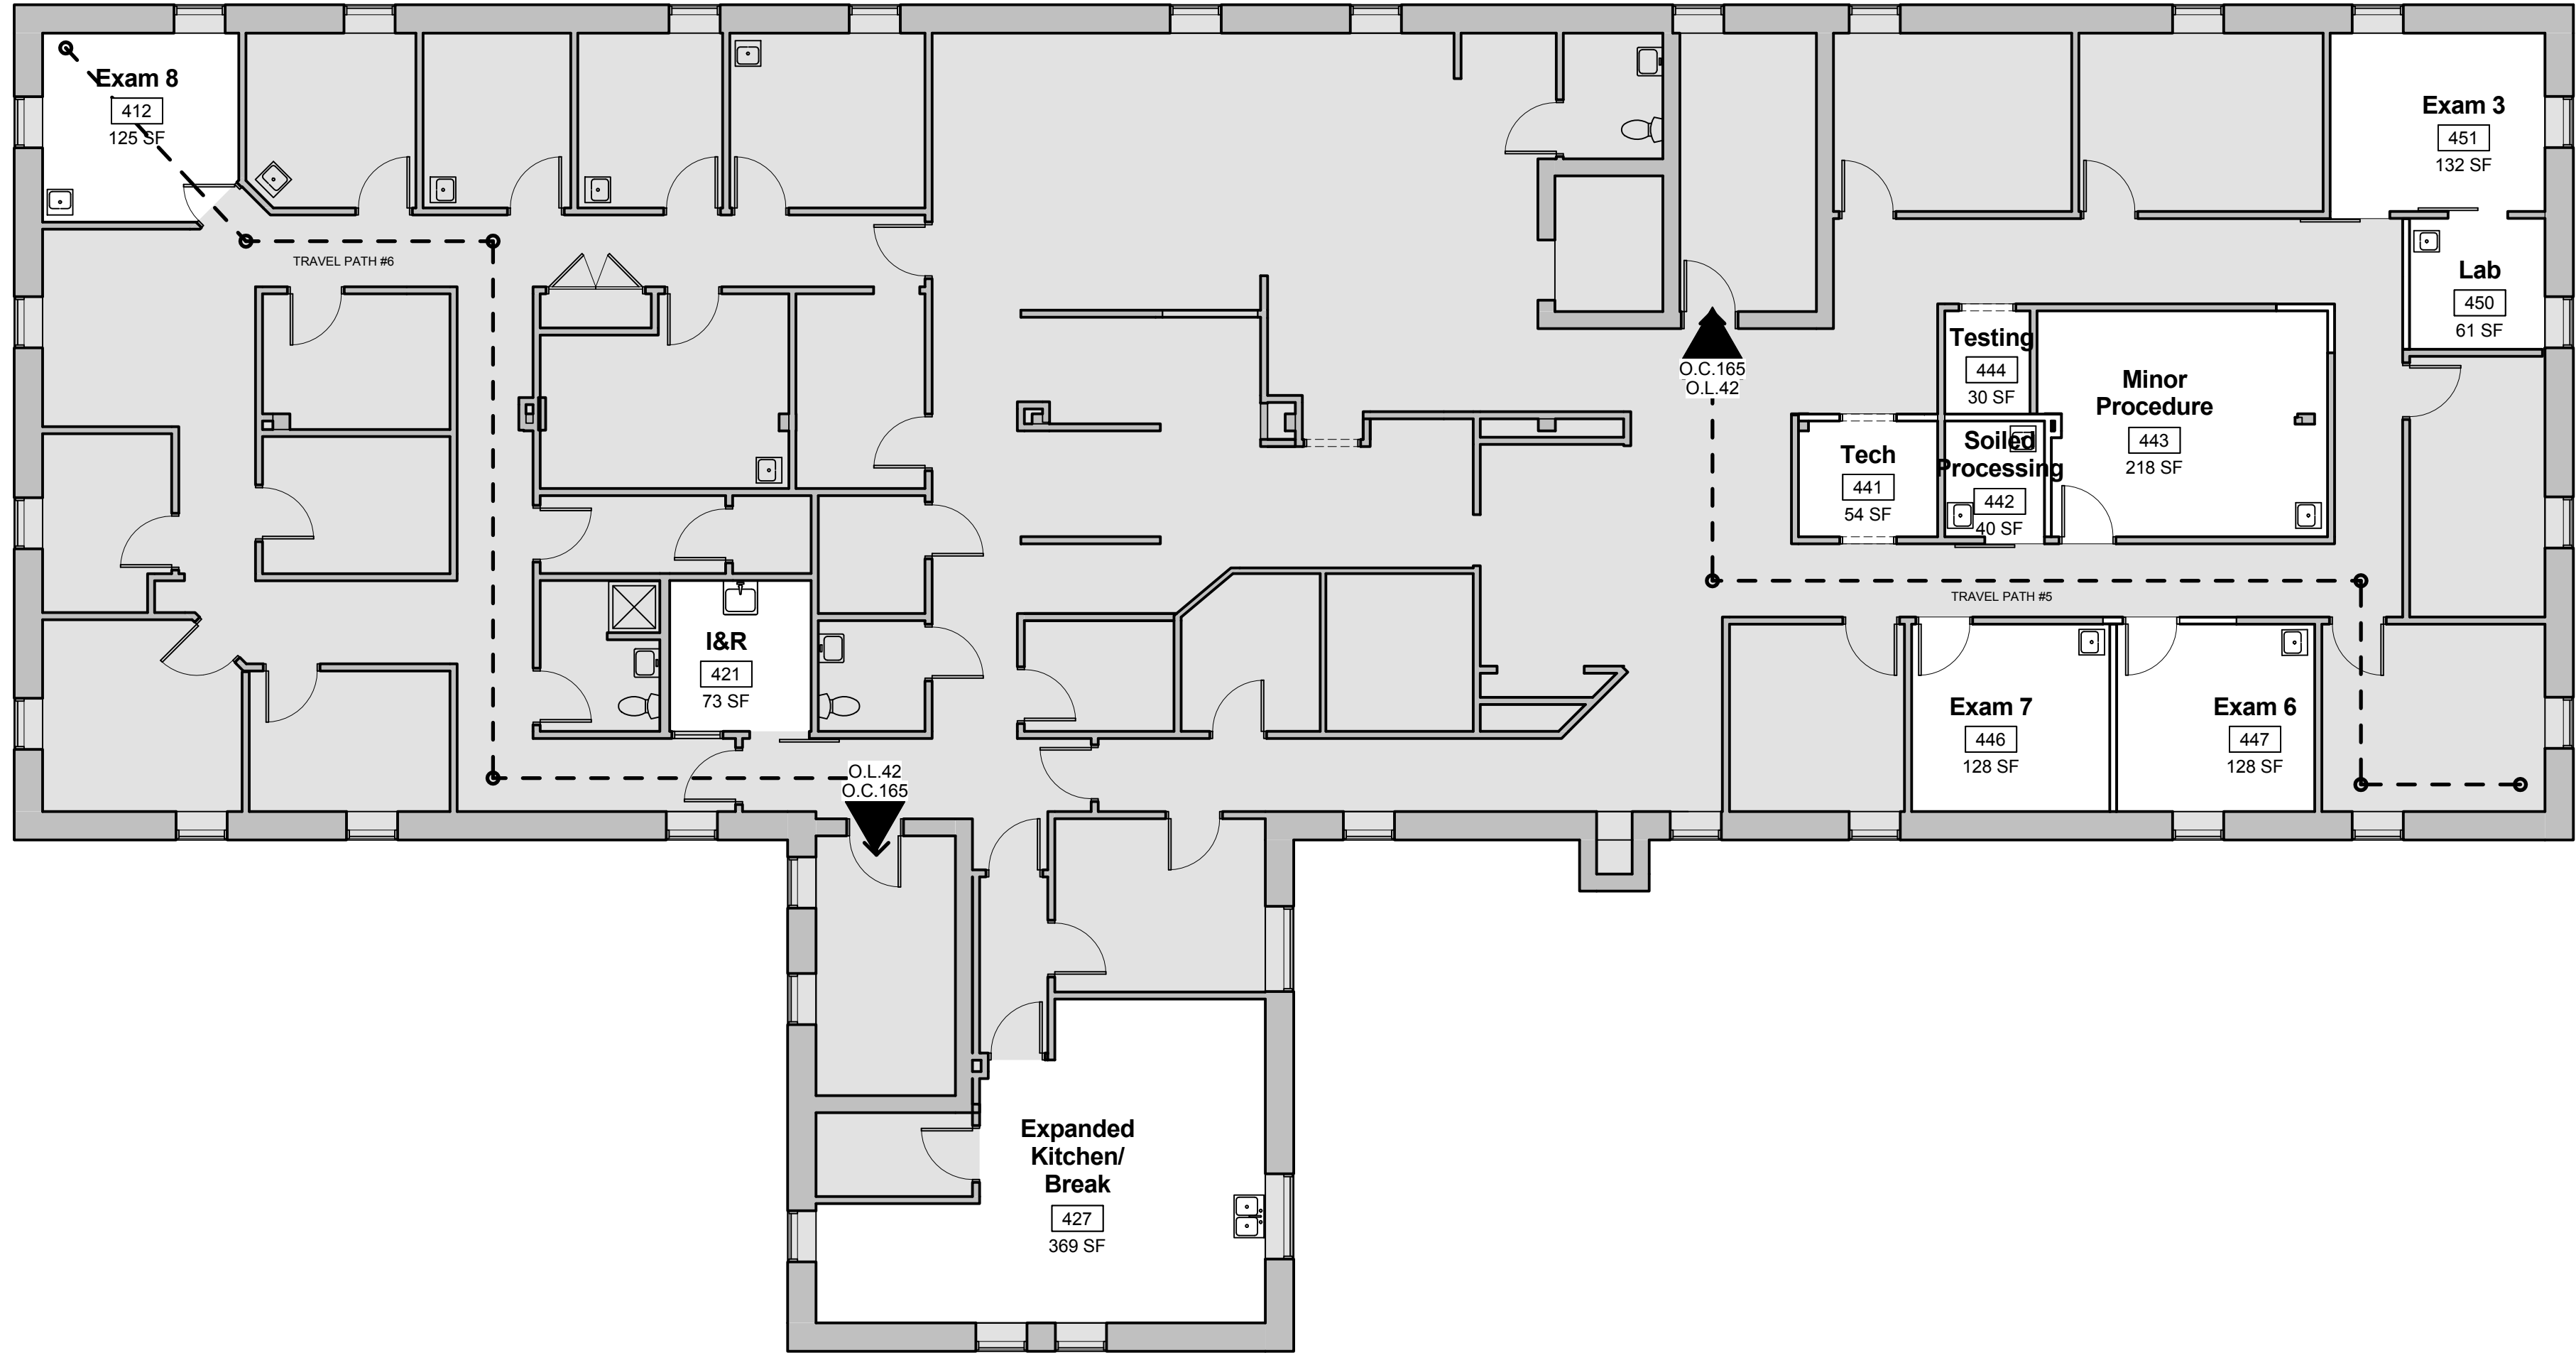 Exam 8
412
125 SF
TRAVEL PATH #6
Exam 3
451
132 SF
Lab
450
61 SF
O.C.165
O.L.42
Testing
444
30 SF
Minor
Procedure
443
218 SF
Tech
441
54 SF
Soiled
Processing
442
40 SF
TRAVEL PATH #5
I&R
421
73 SF
Exam 7
446
128 SF
Exam 6
447
128 SF
O.L.42
O.C.165
Expanded
Kitchen/
Break
427
369 SF